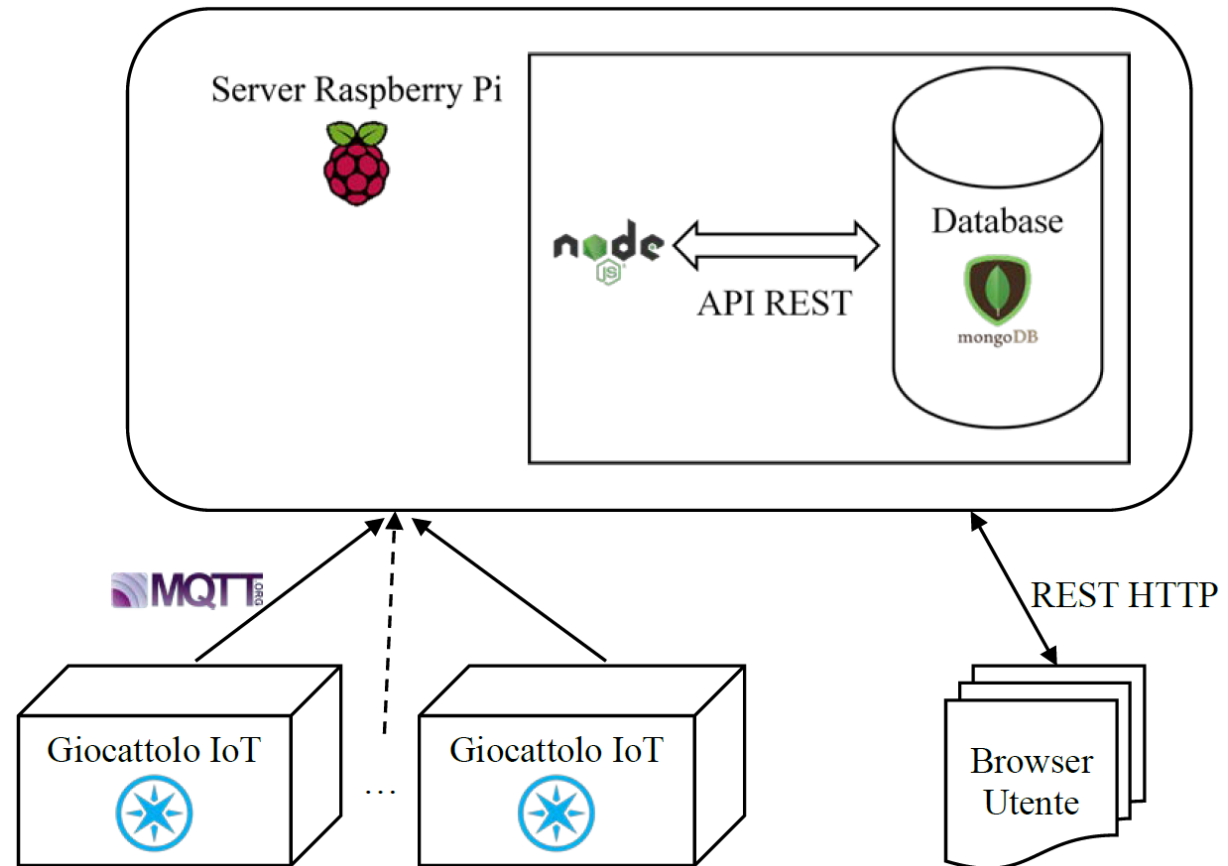 Server Raspberry Pi
node
JS
API REST
Database
mongoDB
MQTT
.ORG
REST HTTP
Giocattolo IoT
...
Giocattolo IoT
Browser
Utente